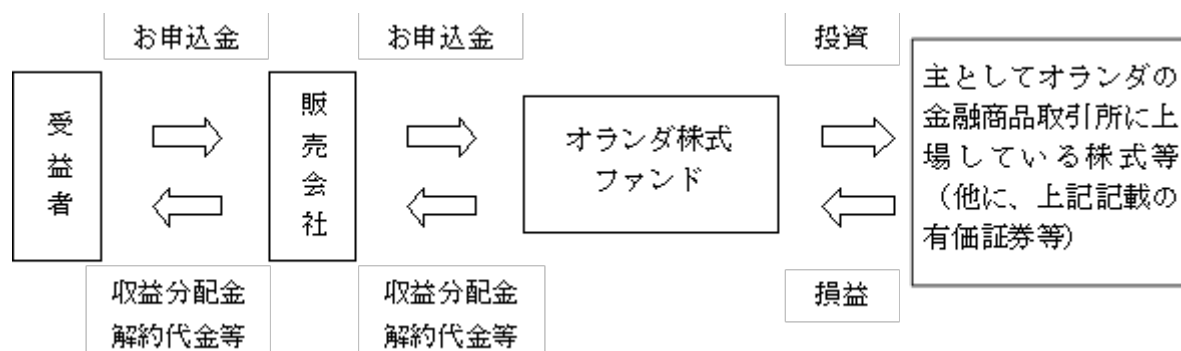 お申込金
お申込金
投資
受益者
販売会社
オランダ株式
ファンド
主としてオランダの
金融商品取引所に上
場している株式等
（他に、上記記載の
有価証券等）
収益分配金
解約代金等
収益分配金
解約代金等
損益